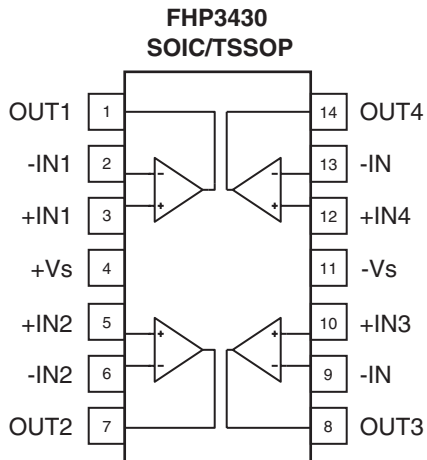 FHP3430
SOIC/TSSOP
OUT1 1 14 OUT4
-IN1 2 - - 13 -IN
+IN1 3 + + 12 +IN4
+Vs 4 11 -Vs
+IN2 5 + + 10 +IN3
-IN2 6 - - 9 -IN
OUT2 7 8 OUT3